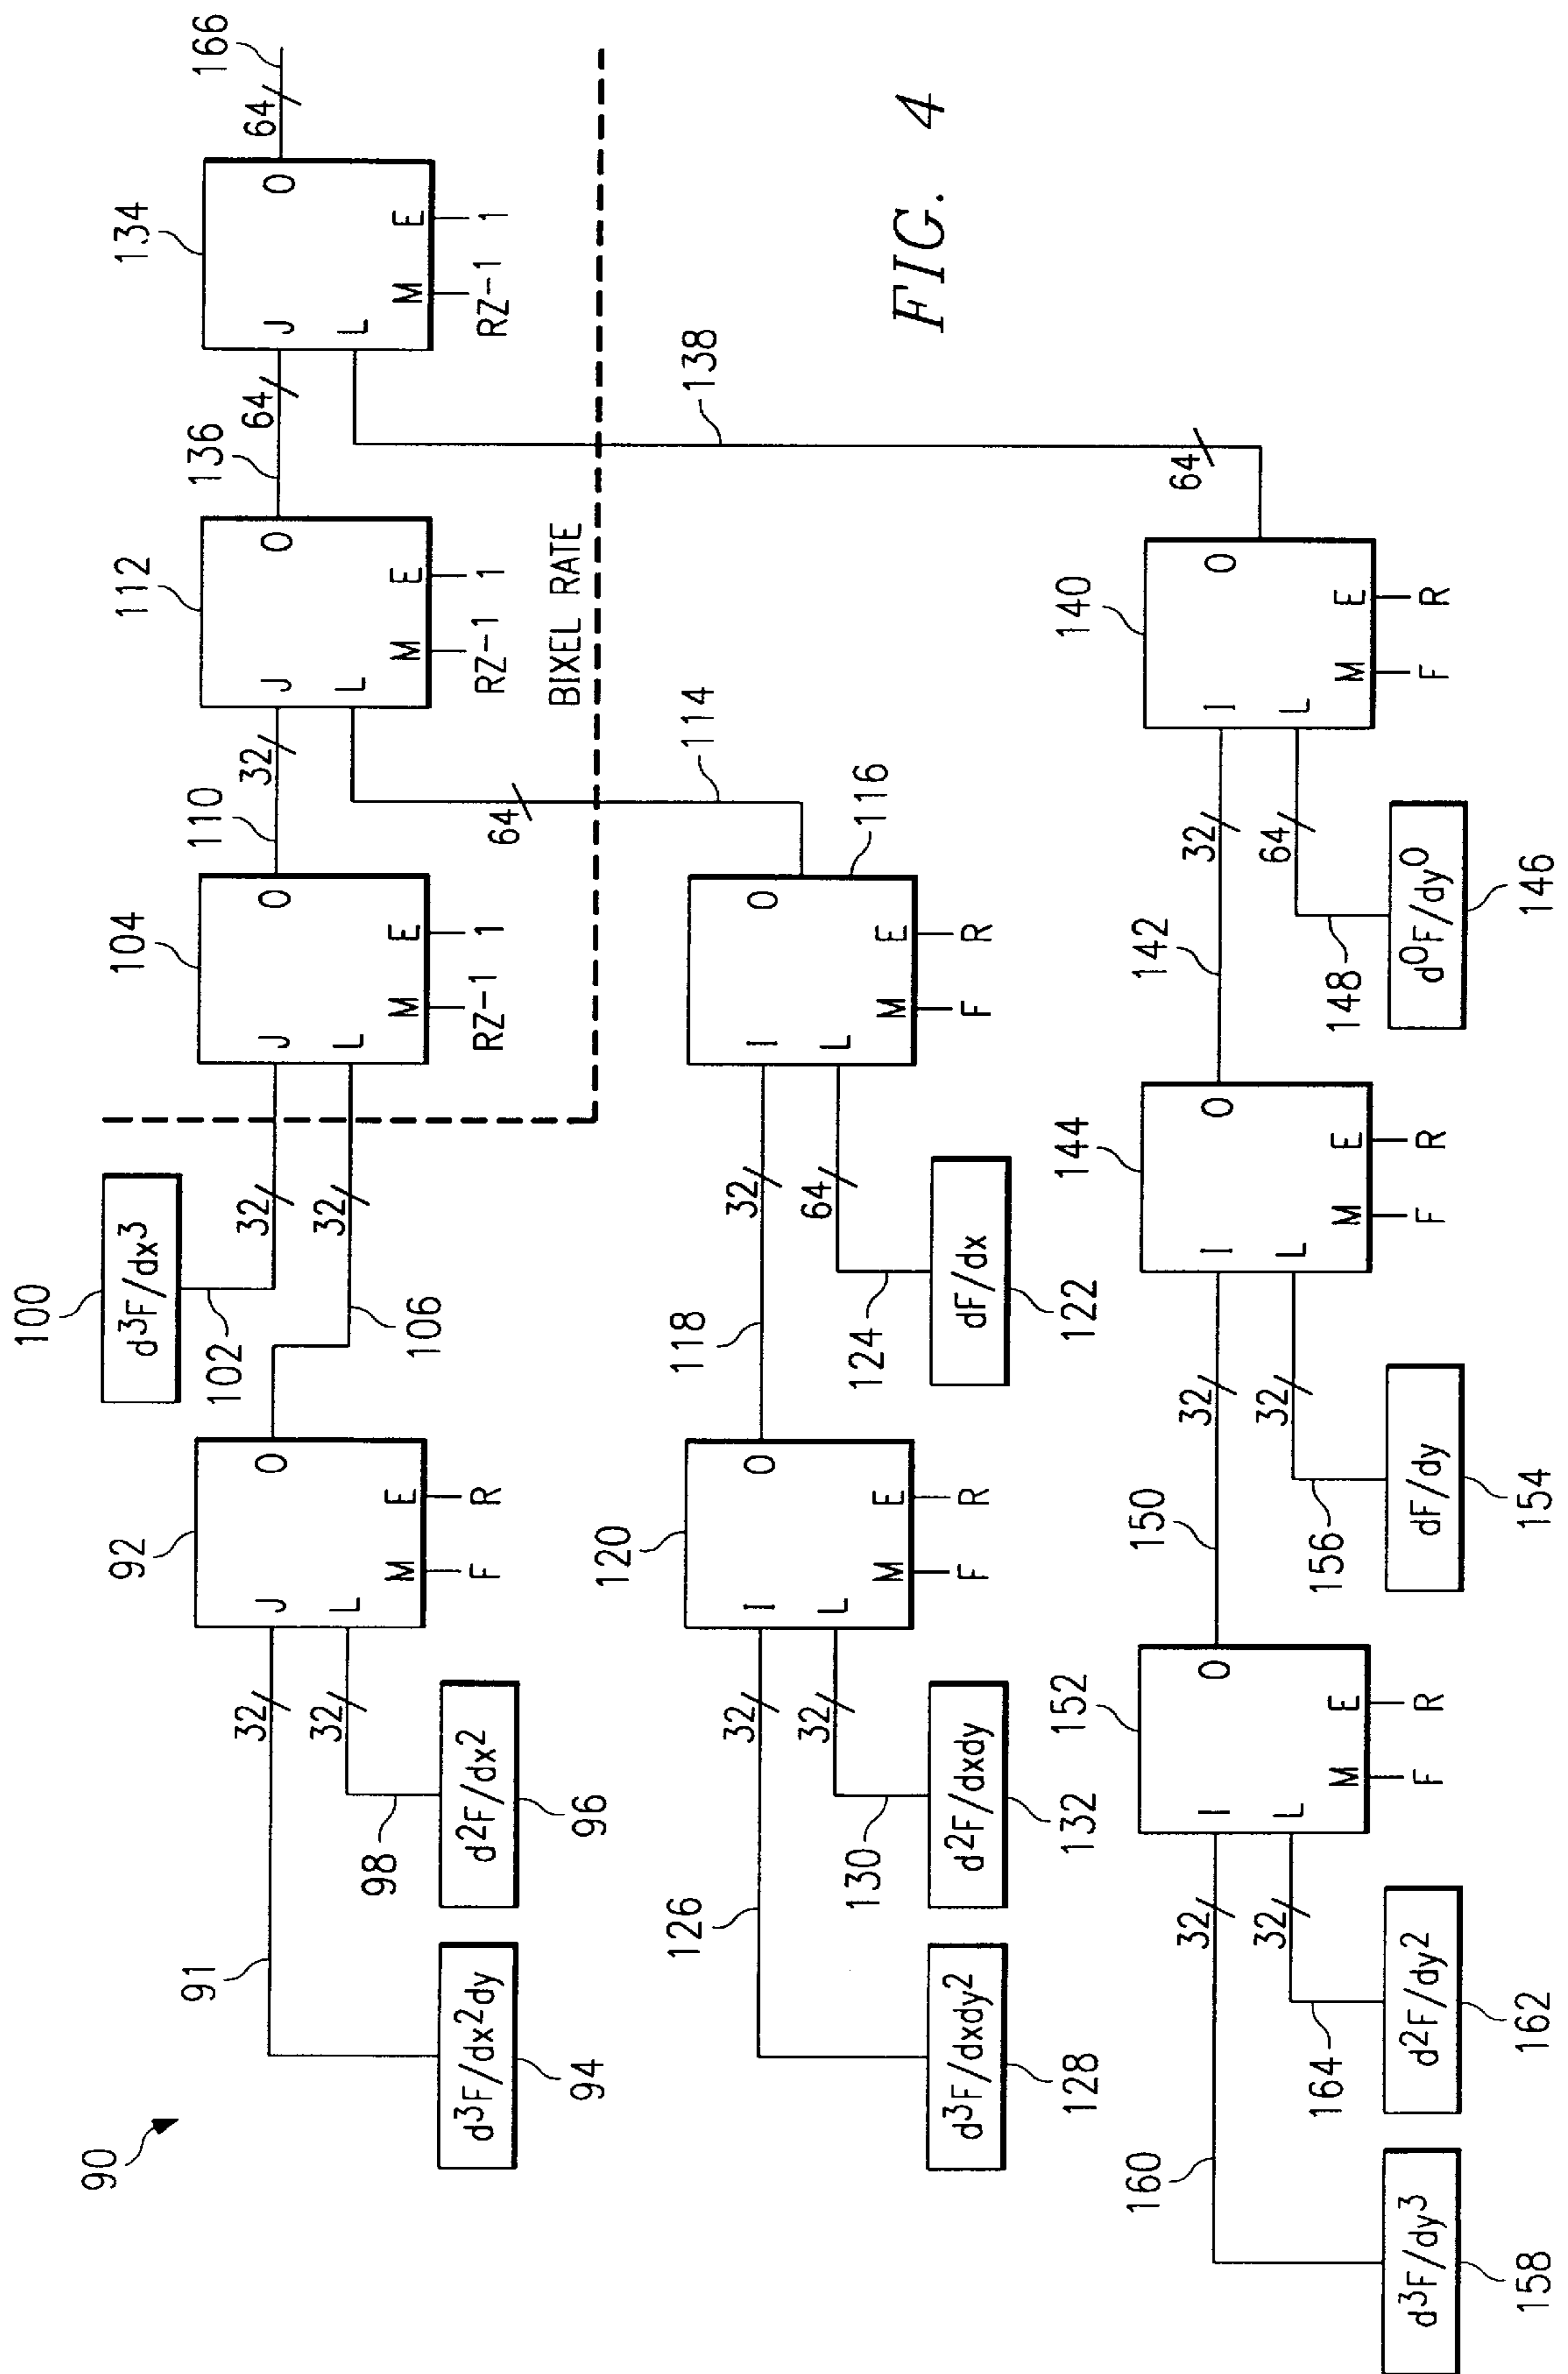 90
100
d³F/dx³
102
32
32
106
91
32
32
92
J
L
O
M
E
F
R
98
d²F/dx²
96
d³F/dx²dy
94
104
J
L
O
M
E
RZ-1
1
110
32
112
J
L
O
M
E
RZ-1
1
136
64
134
J
L
O
M
E
RZ-1
1
64
166
BIXEL RATE
126
32
32
120
I
L
O
M
E
F
R
130
d²F/dxdy
132
d³F/dxdy²
128
118
32
64
124
dF/dx
122
116
I
L
O
M
E
F
R
64
114
138
64
160
32
32
152
I
L
O
M
E
F
R
164
d²F/dy²
162
d³F/dy³
158
150
32
32
156
dF/dy
154
144
I
L
O
M
E
F
R
142
32
64
148
d⁰F/dy⁰
146
140
I
L
O
M
E
F
R
FIG. 4